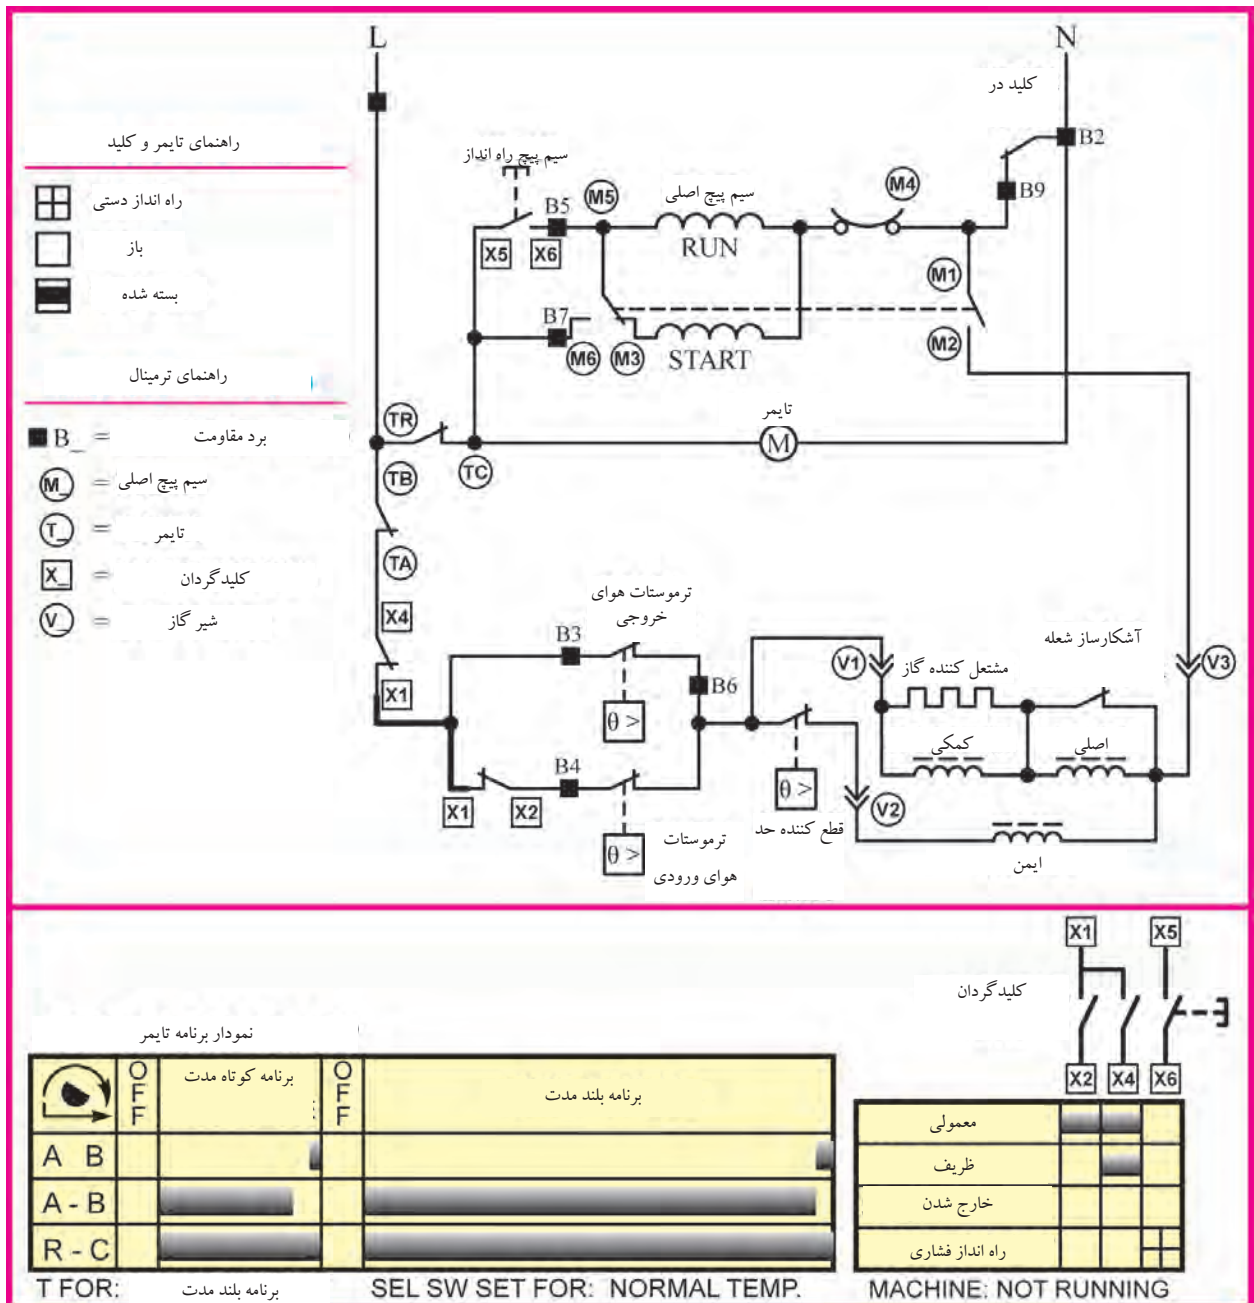 L
N
کلید در
B2
B9
راهنمای تایمر و کلید
راه انداز دستی
باز
بسته شده
راهنمای ترمینال
B_ = برد مقاومت
M_ = سیم پیچ اصلی
T_ = تایمر
X_ = کلیدگردان
V_ = شیر گاز
سیم پیچ راه انداز
B5
X5
X6
M5
سیم پیچ اصلی
RUN
M4
M1
B7
M6
M3
START
M2
TR
TC
تایمر
M
TB
TA
X4
X1
ترموستات هوای
خروجی
B3
B6
θ >
X1
X2
B4
ترموستات
هوای ورودی
θ >
قطع کننده حد
θ >
V1
V2
V3
مشتعل کننده گاز
آشکارساز شعله
کمکی
اصلی
ایمن
X1
X5
کلیدگردان
X2
X4
X6
نمودار برنامه تایمر
OFF
برنامه کوتاه مدت
OFF
برنامه بلند مدت
A B
A - B
R - C
معمولی
ظریف
خارج شدن
راه انداز فشاری
T FOR: برنامه بلند مدت
SEL SW SET FOR: NORMAL TEMP.
MACHINE: NOT RUNNING